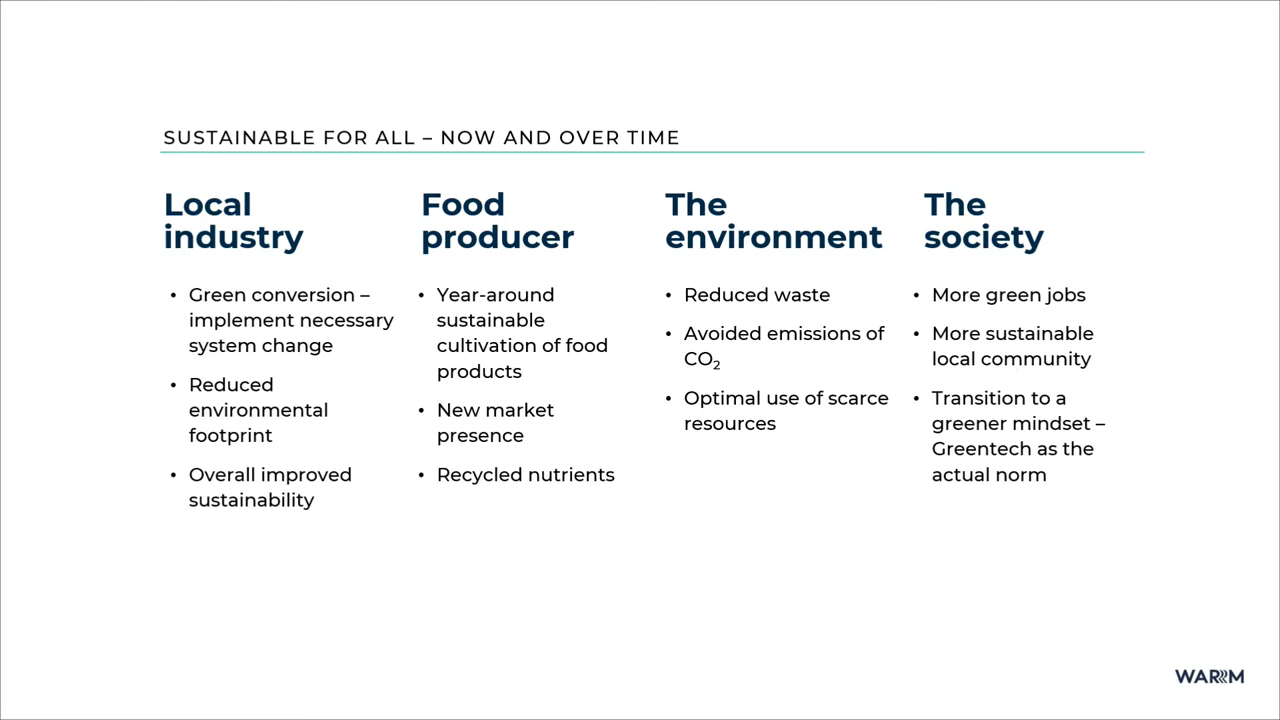 SUSTAINABLE FOR ALL – NOW AND OVER TIME
Local
industry
• Green conversion –
implement necessary
system change
• Reduced
environmental
footprint
• Overall improved
sustainability
Food
producer
• Year-around
sustainable
cultivation of food
products
• New market
presence
• Recycled nutrients
The
environment
• Reduced waste
• Avoided emissions of
CO₂
• Optimal use of scarce
resources
The
society
• More green jobs
• More sustainable
local community
• Transition to a
greener mindset –
Greentech as the
actual norm
WARM